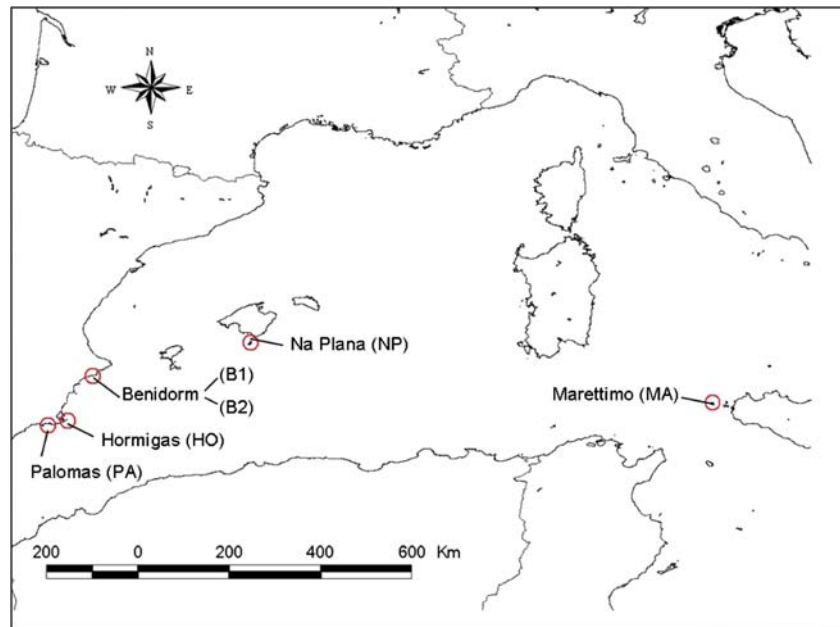 N
W E
S
Na Plana (NP)
(B1)
Benidorm
(B2)
Marettimo (MA)
Hormigas (HO)
Palomas (PA)
200 0 200 400 600 Km